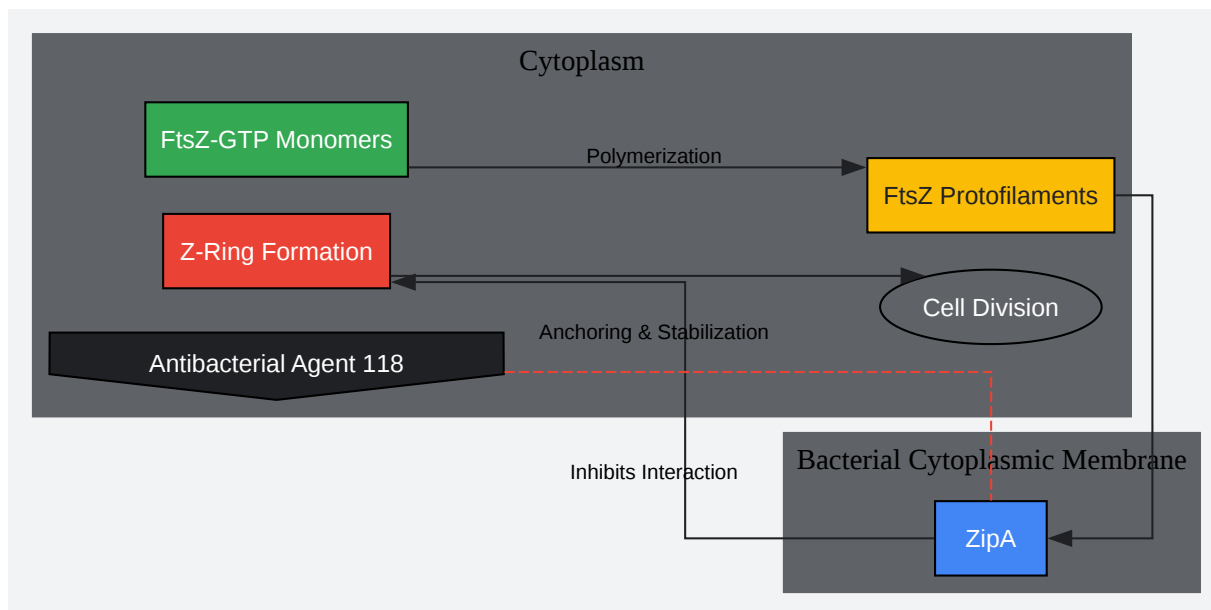 Cytoplasm
FtsZ-GTP Monomers
Polymerization
FtsZ Protofilaments
Z-Ring Formation
Cell Division
Anchoring & Stabilization
Antibacterial Agent 118
Bacterial Cytoplasmic Membrane
Inhibits Interaction
ZipA